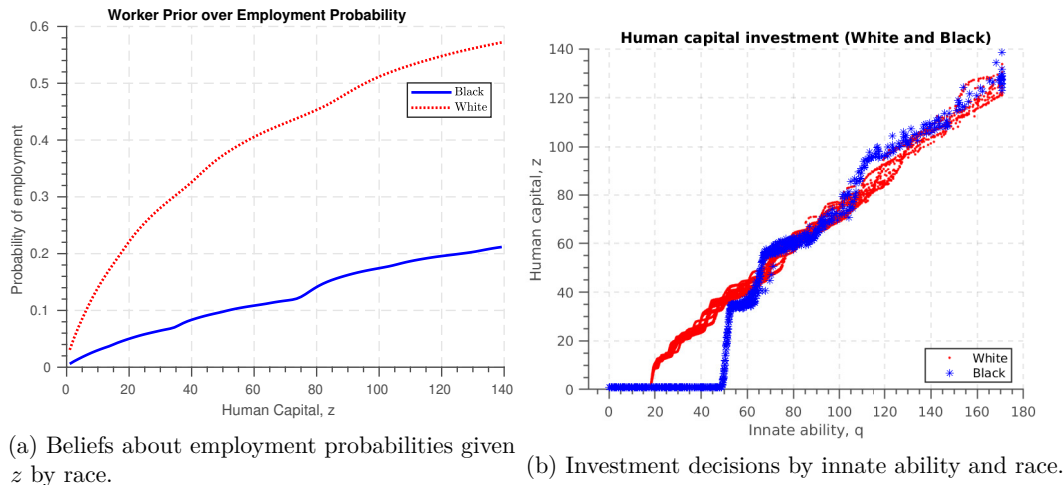 Worker Prior over Employment Probability
0.6
0.5
0.4
0.3
0.2
0.1
0
Probability of employment
Black
White
0 20 40 60 80 100 120 140
Human Capital, z
(a) Beliefs about employment probabilities given
z by race.
Human capital investment (White and Black)
140
120
100
80
60
40
20
0
Human capital, z
White
Black
0 20 40 60 80 100 120 140 160 180
Innate ability, q
(b) Investment decisions by innate ability and race.